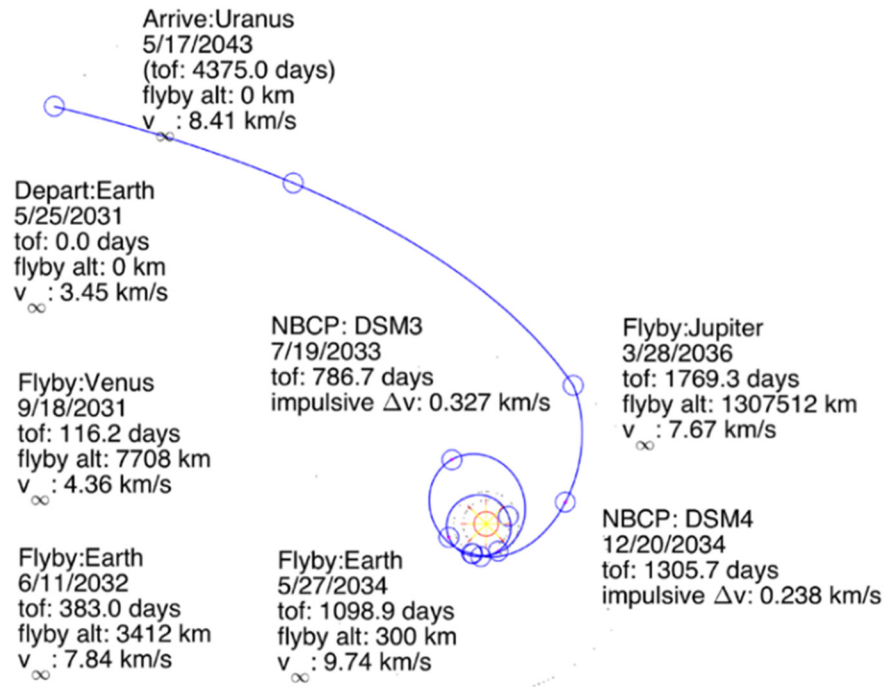 Arrive:Uranus
5/17/2043
(tof: 4375.0 days)
flyby alt: 0 km
v∞: 8.41 km/s
Depart:Earth
5/25/2031
tof: 0.0 days
flyby alt: 0 km
v∞: 3.45 km/s
NBCP: DSM3
7/19/2033
tof: 786.7 days
impulsive Δv: 0.327 km/s
Flyby:Jupiter
3/28/2036
tof: 1769.3 days
flyby alt: 1307512 km
v∞: 7.67 km/s
Flyby:Venus
9/18/2031
tof: 116.2 days
flyby alt: 7708 km
v∞: 4.36 km/s
NBCP: DSM4
12/20/2034
tof: 1305.7 days
impulsive Δv: 0.238 km/s
Flyby:Earth
6/11/2032
tof: 383.0 days
flyby alt: 3412 km
v∞: 7.84 km/s
Flyby:Earth
5/27/2034
tof: 1098.9 days
flyby alt: 300 km
v∞: 9.74 km/s